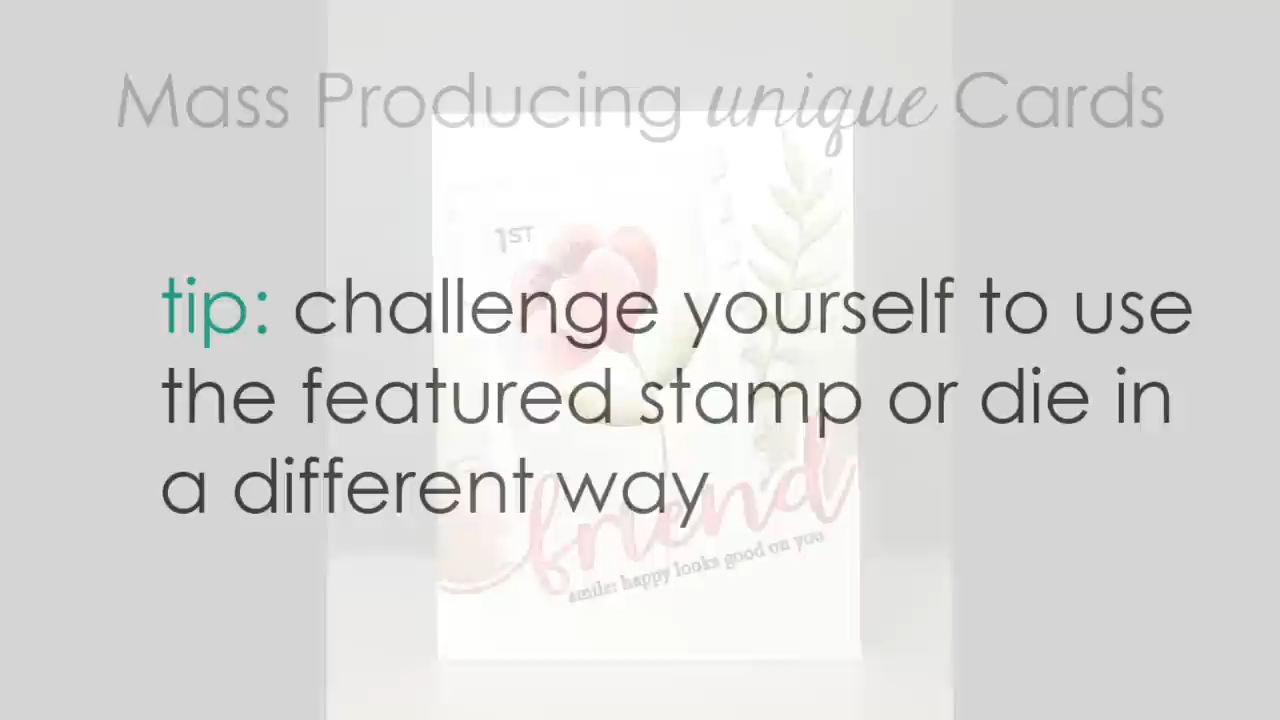 Mass Producing unique Cards
1ST
tip: challenge yourself to use
the featured stamp or die in
a different way
friend
smile: happy looks good on you